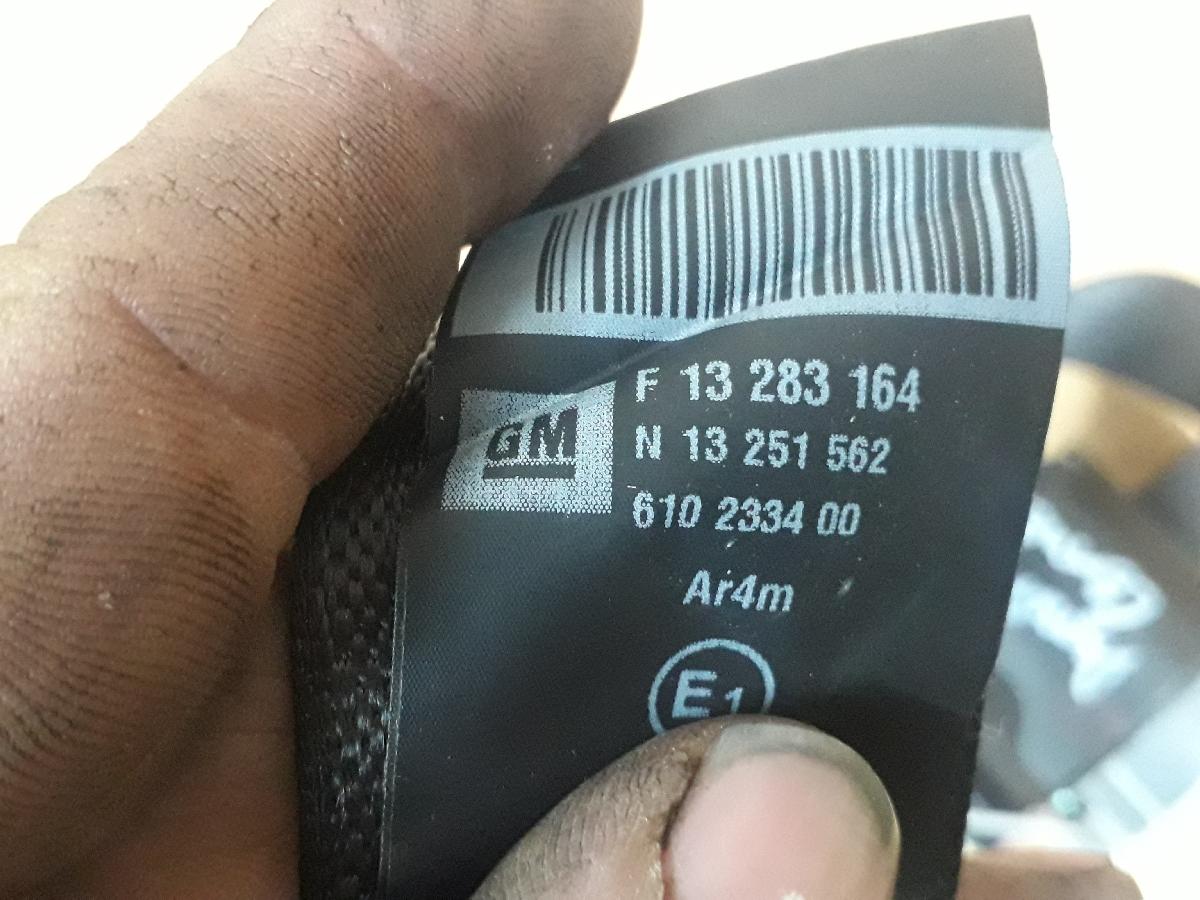 F 13 283 164
GM
N 13 251 562
610 2334 00
Ar4m
E1